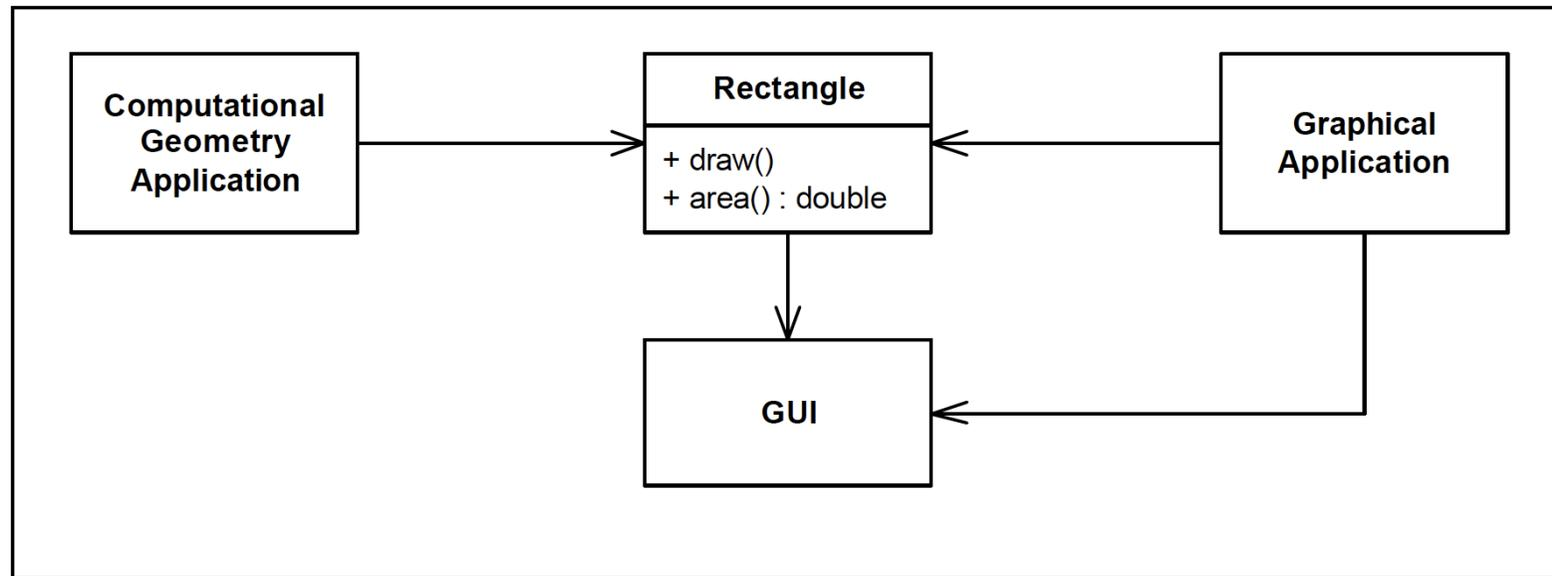 Computational
Geometry
Application
Rectangle
+ draw()
+ area() : double
Graphical
Application
GUI